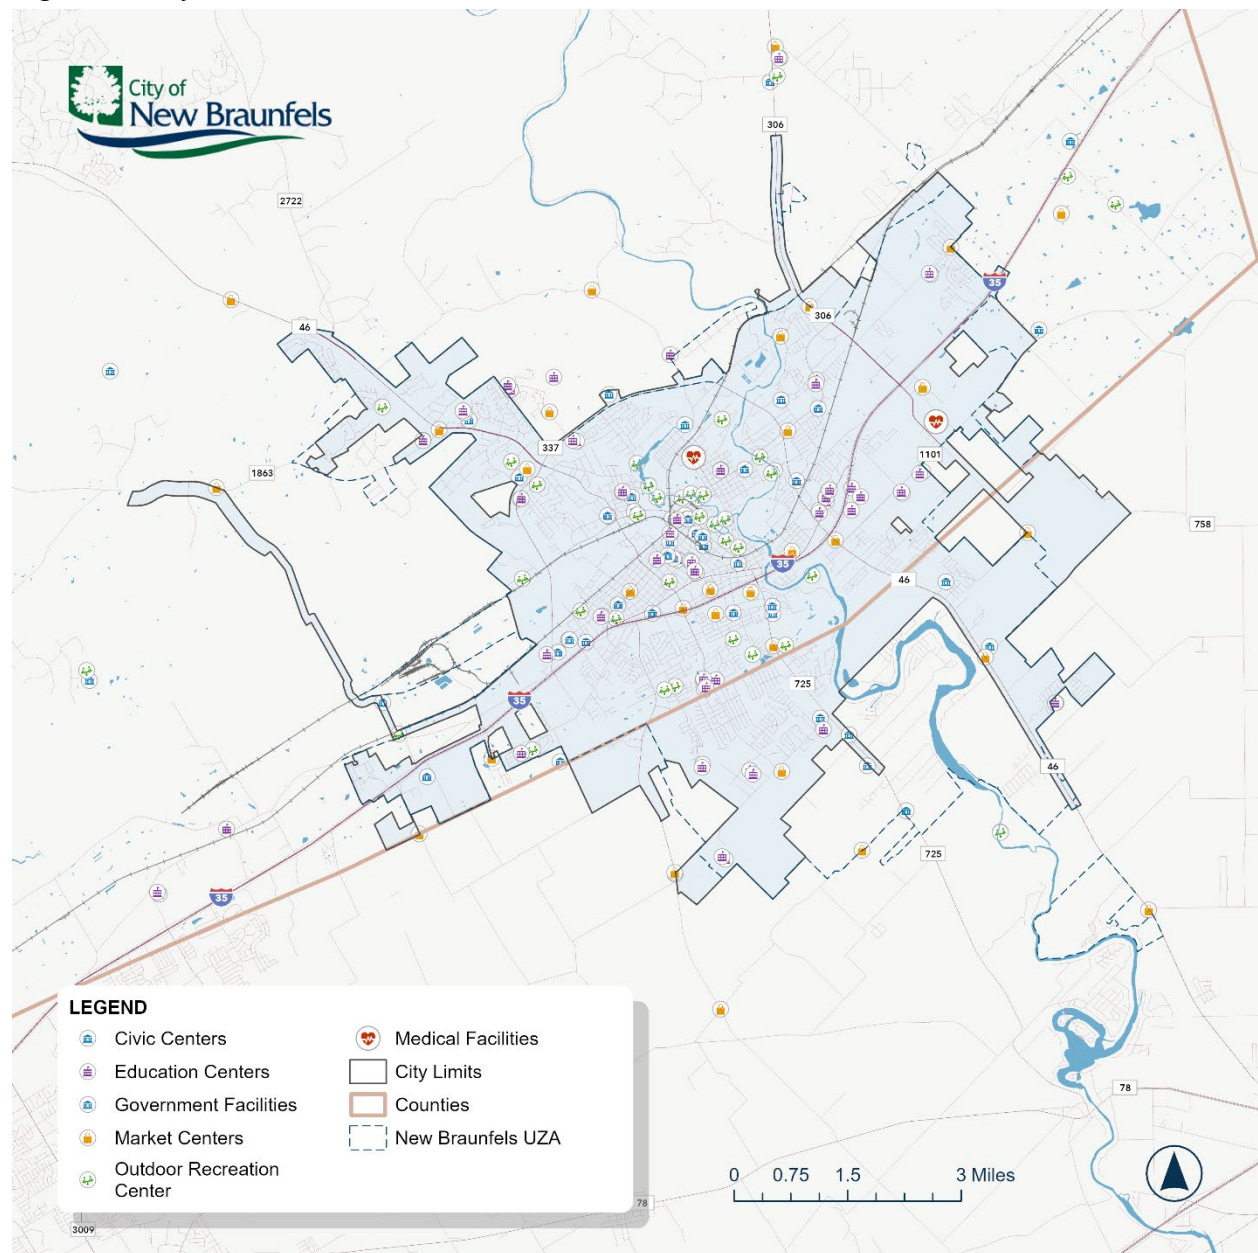 City of
New Braunfels
306
2722
35
46
306
337
1101
1863
758
35
46
725
35
46
725
35
78
LEGEND
Civic Centers
Education Centers
Government Facilities
Market Centers
Outdoor Recreation
Center
Medical Facilities
City Limits
Counties
New Braunfels UZA
0 0.75 1.5 3 Miles
78
3009